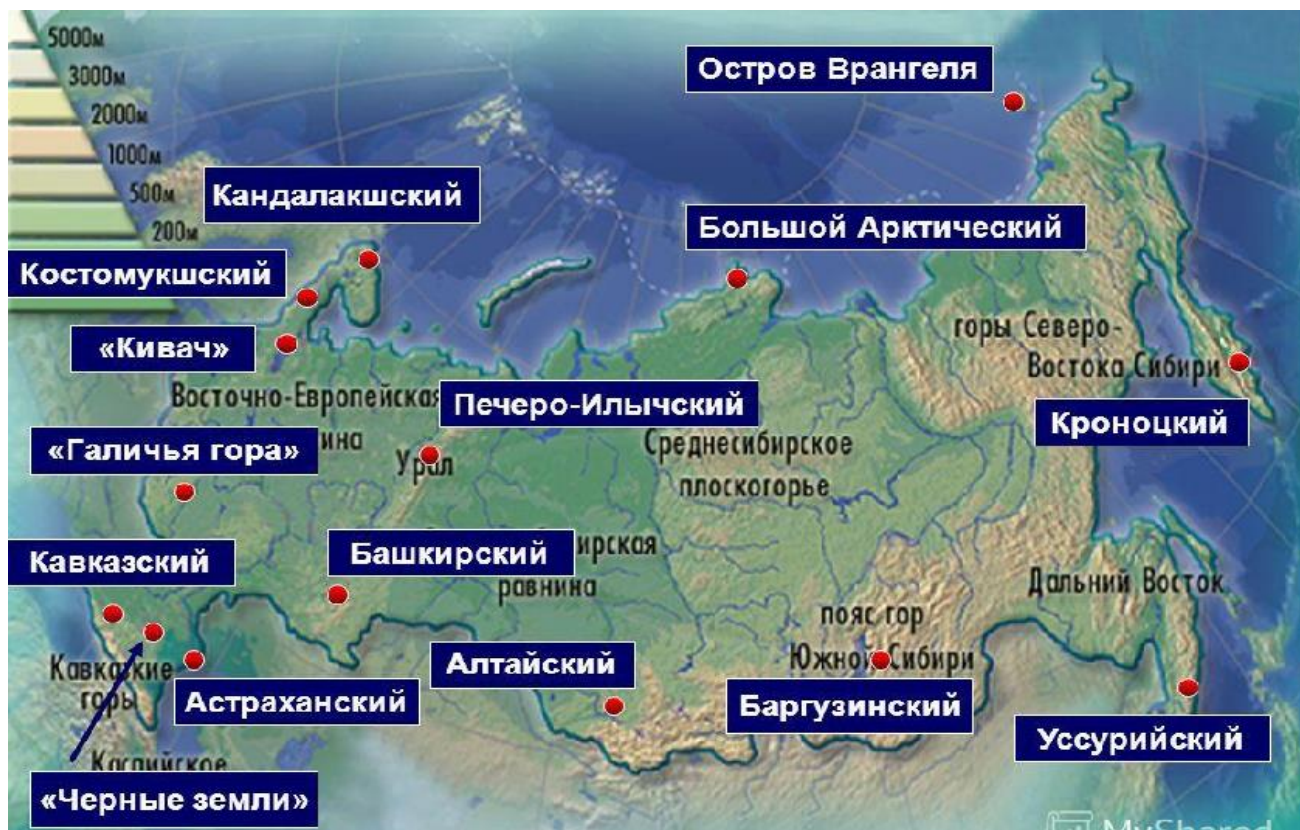 5000м
3000м
2000м
1000м
500м
200м
Остров Врангеля
Кандалакшский
Большой Арктический
Костомукшский
«Кивач»
горы Северо-
Востока Сибири
Восточно-Европейская
Печеро-Илычский
Кроноцкий
«Галичья гора»
Урал
Среднесибирское
плоскогорье
Кавказский
Башкирский
равнина
Дальний Восток
пояс гор
Южной Сибири
Алтайский
Кавказские
горы
Астраханский
Баргузинский
Уссурийский
Каспийское
«Черные земли»
MyShared